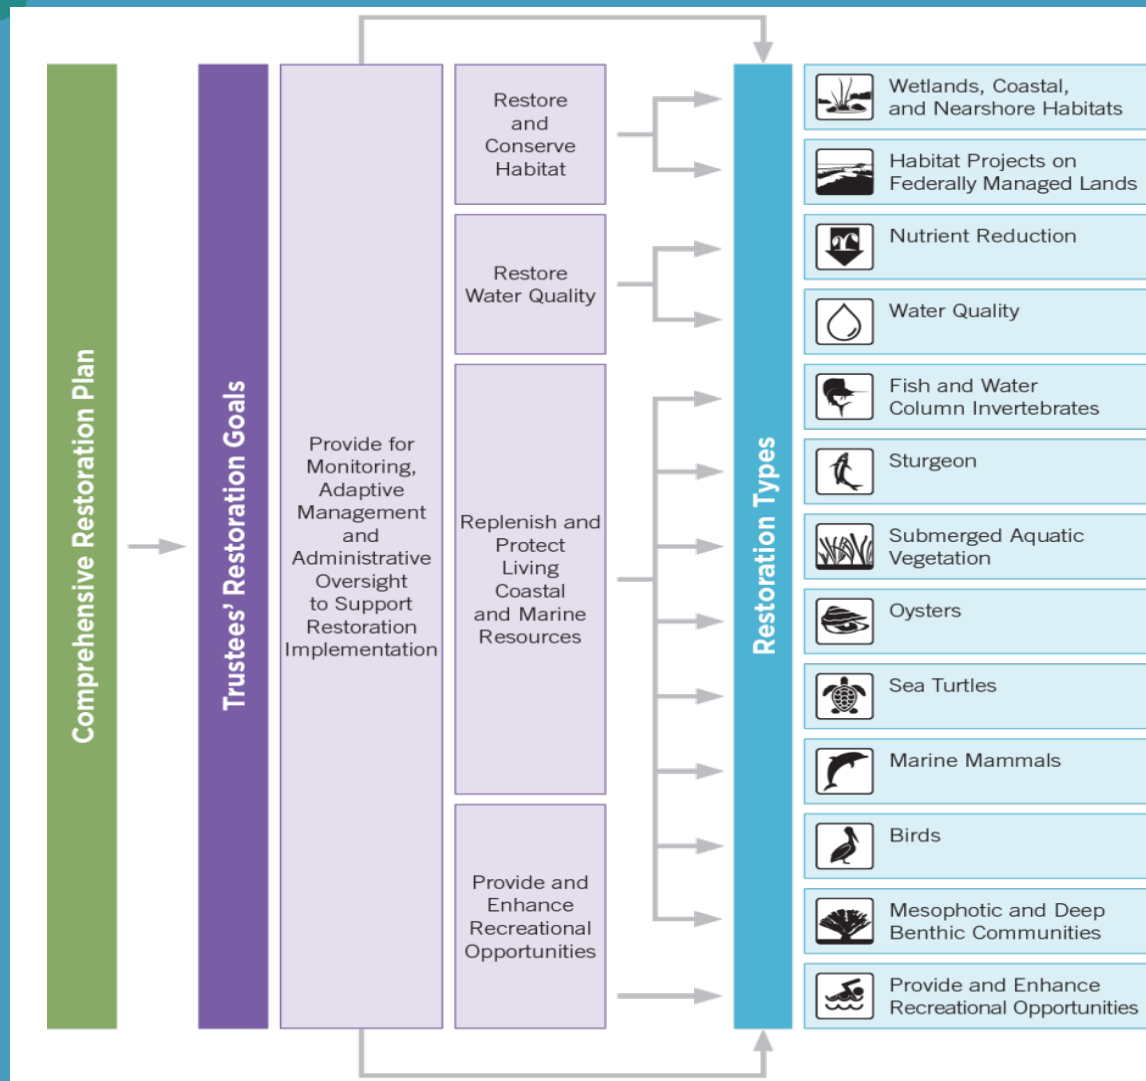 Comprehensive Restoration Plan
Trustees' Restoration Goals
Provide for
Monitoring,
Adaptive
Management
and
Administrative
Oversight
to Support
Restoration
Implementation
Restore
and
Conserve
Habitat
Restore
Water Quality
Replenish and
Protect
Living
Coastal
and Marine
Resources
Provide and
Enhance
Recreational
Opportunities
Restoration Types
Wetlands, Coastal,
and Nearshore Habitats
Habitat Projects on
Federally Managed Lands
Nutrient Reduction
Water Quality
Fish and Water
Column Invertebrates
Sturgeon
Submerged Aquatic
Vegetation
Oysters
Sea Turtles
Marine Mammals
Birds
Mesophotic and Deep
Benthic Communities
Provide and Enhance
Recreational Opportunities